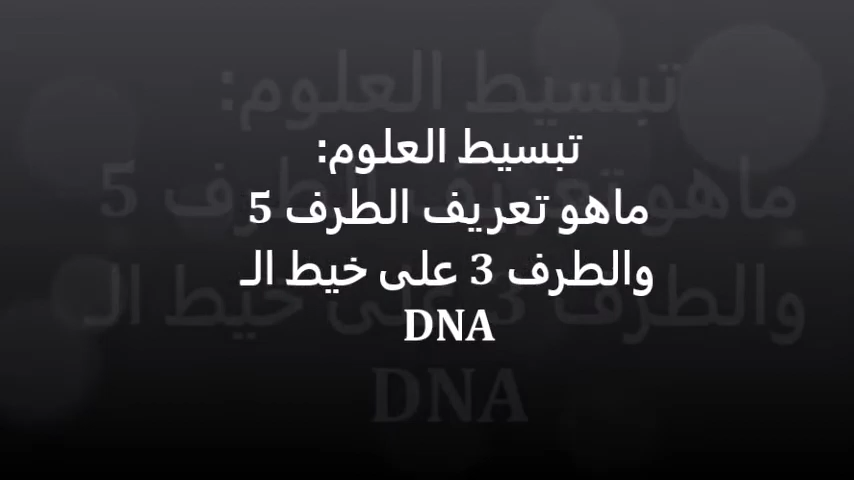 تبسيط العلوم:
ماهو تعريف الطرف 5
والطرف 3 على خيط الـ
DNA